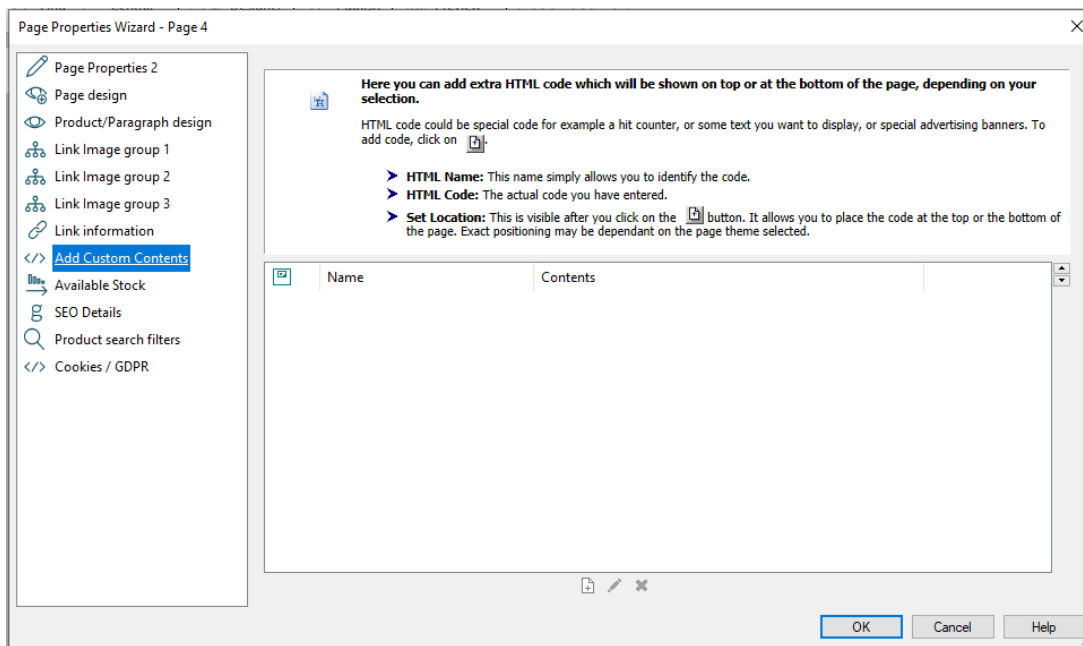 Page Properties Wizard - Page 4
Page Properties 2
Page design
Product/Paragraph design
Link Image group 1
Link Image group 2
Link Image group 3
Link information
Add Custom Contents
Available Stock
SEO Details
Product search filters
Cookies / GDPR
Here you can add extra HTML code which will be shown on top or at the bottom of the page, depending on your
selection.
HTML code could be special code for example a hit counter, or some text you want to display, or special advertising banners. To
add code, click on .
HTML Name: This name simply allows you to identify the code.
HTML Code: The actual code you have entered.
Set Location: This is visible after you click on the button. It allows you to place the code at the top or the bottom of
the page. Exact positioning may be dependant on the page theme selected.
Name Contents
OK Cancel Help